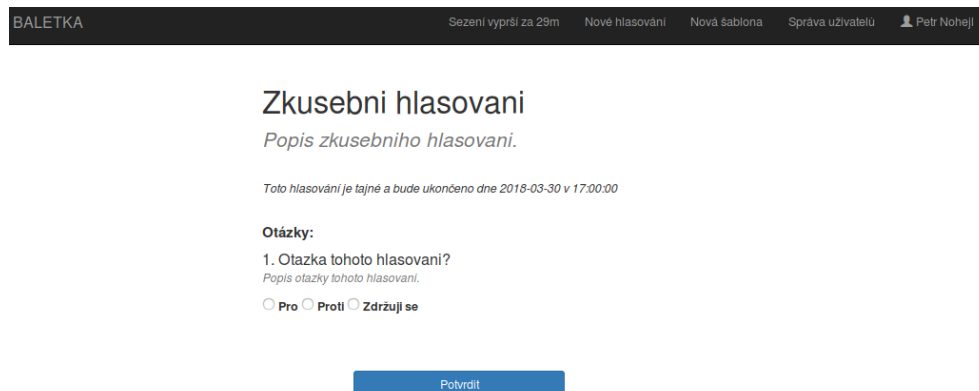 BALETKA Sezení vyprší za 29m Nové hlasování Nová šablona Správa uživatelů Petr Nohejl
Zkusebni hlasovani
Popis zkusebniho hlasovani.
Toto hlasování je tajné a bude ukončeno dne 2018-03-30 v 17:00:00
Otázky:
1. Otazka tohoto hlasovani?
Popis otazky tohoto hlasovani.
Pro Proti Zdržuji se
Potvrdit